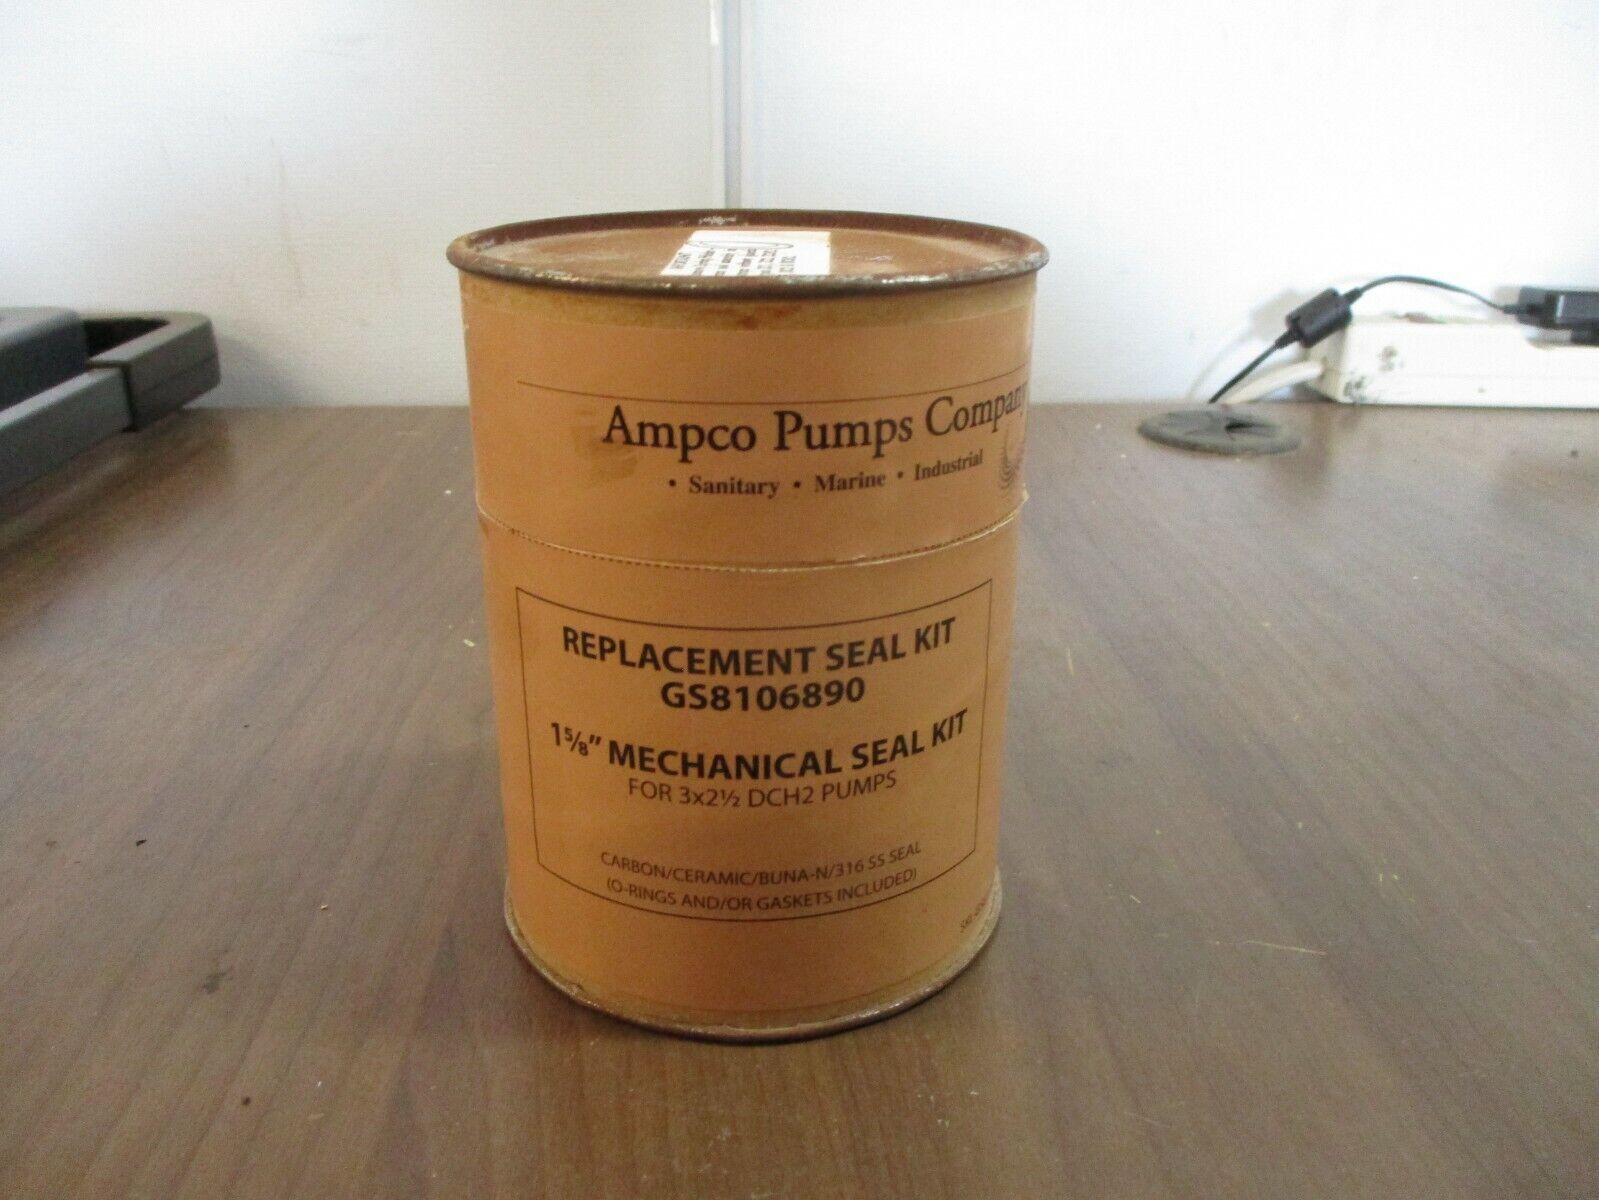 Ampco Pumps Company
• Sanitary • Marine • Industrial
REPLACEMENT SEAL KIT
GS8106890
1⅝" MECHANICAL SEAL KIT
FOR 3x2½ DCH2 PUMPS
CARBON/CERAMIC/BUNA-N/316 SS SEAL
(O-RINGS AND/OR GASKETS INCLUDED)